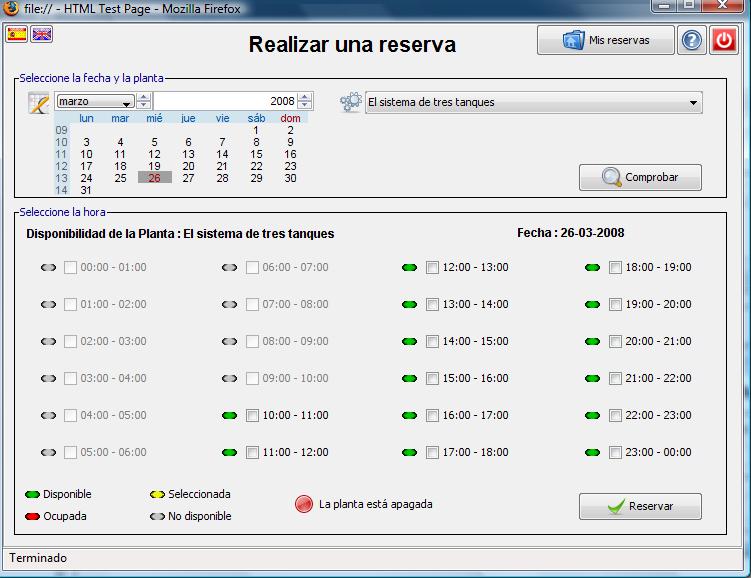 file:// - HTML Test Page - Mozilla Firefox
Realizar una reserva
Mis reservas
Seleccione la fecha y la planta
marzo 2008
El sistema de tres tanques
lun mar mié jue vie sáb dom
09 1 2
10 3 4 5 6 7 8 9
11 10 11 12 13 14 15 16
12 17 18 19 20 21 22 23
13 24 25 26 27 28 29 30
14 31
Comprobar
Seleccione la hora
Disponibilidad de la Planta : El sistema de tres tanques
Fecha : 26-03-2008
00:00 - 01:00 06:00 - 07:00 12:00 - 13:00 18:00 - 19:00
01:00 - 02:00 07:00 - 08:00 13:00 - 14:00 19:00 - 20:00
02:00 - 03:00 08:00 - 09:00 14:00 - 15:00 20:00 - 21:00
03:00 - 04:00 09:00 - 10:00 15:00 - 16:00 21:00 - 22:00
04:00 - 05:00 10:00 - 11:00 16:00 - 17:00 22:00 - 23:00
05:00 - 06:00 11:00 - 12:00 17:00 - 18:00 23:00 - 00:00
Disponible Seleccionada
Ocupada No disponible
La planta está apagada
Reservar
Terminado